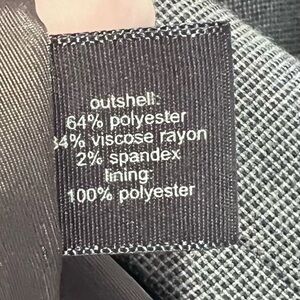 outshell:
64% polyester
34% viscose rayon
2% spandex
lining:
100% polyester